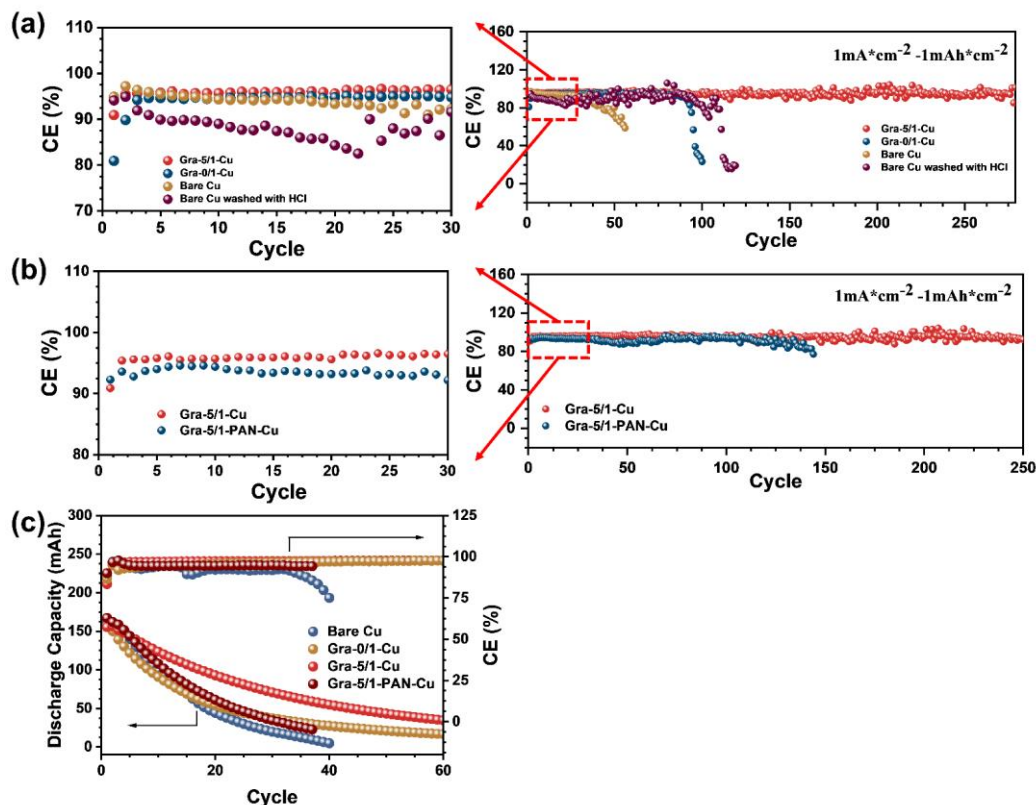 (a)
CE (%)
110
100
90
80
70
0 5 10 15 20 25 30
Cycle
Gra-5/1-Cu
Gra-0/1-Cu
Bare Cu
Bare Cu washed with HCl
CE (%)
160
120
80
40
0
0 50 100 150 200 250
Cycle
1mA*cm-2 -1mAh*cm-2
Gra-5/1-Cu
Gra-0/1-Cu
Bare Cu
Bare Cu washed with HCl
(b)
CE (%)
110
100
90
80
0 5 10 15 20 25 30
Cycle
Gra-5/1-Cu
Gra-5/1-PAN-Cu
CE (%)
160
120
80
40
0
0 50 100 150 200 250
Cycle
1mA*cm-2 -1mAh*cm-2
Gra-5/1-Cu
Gra-5/1-PAN-Cu
(c)
Discharge Capacity (mAh)
300
250
200
150
100
50
0
0 20 40 60
Cycle
Bare Cu
Gra-0/1-Cu
Gra-5/1-Cu
Gra-5/1-PAN-Cu
125
100
75
50
25
0
CE (%)